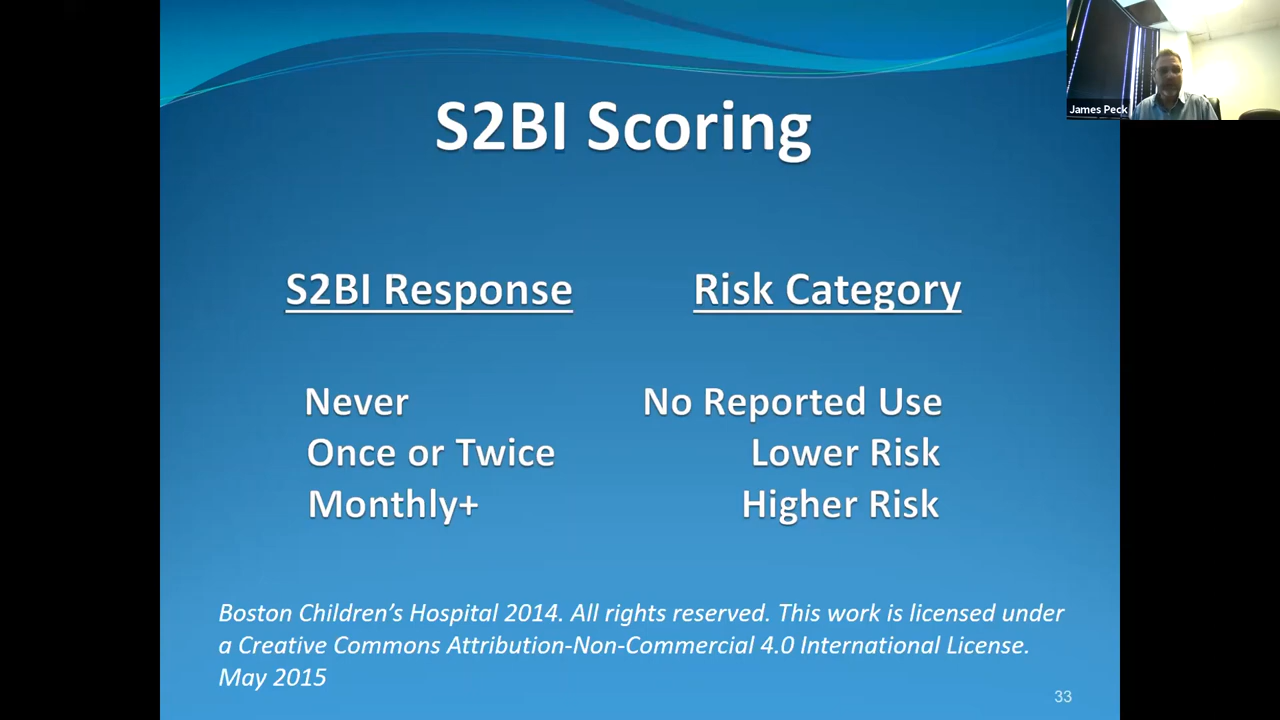 James Peck
S2BI Scoring
S2BI Response Risk Category
Never No Reported Use
Once or Twice Lower Risk
Monthly+ Higher Risk
Boston Children’s Hospital 2014. All rights reserved. This work is licensed under
a Creative Commons Attribution-Non-Commercial 4.0 International License.
May 2015
33